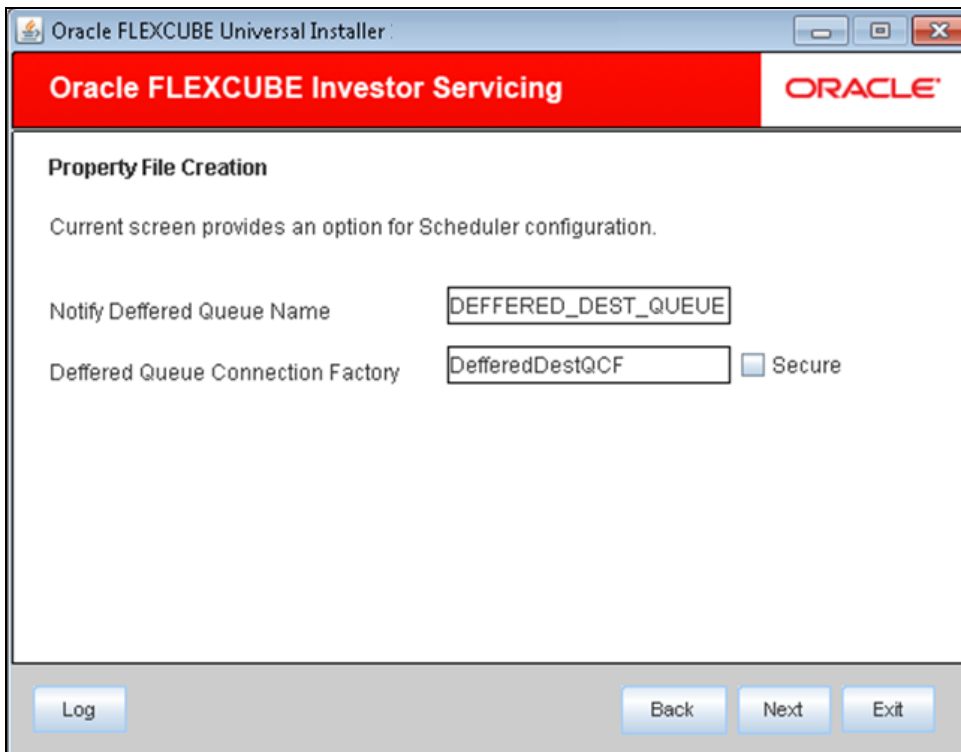 Oracle FLEXCUBE Universal Installer
Oracle FLEXCUBE Investor Servicing
ORACLE
Property File Creation
Current screen provides an option for Scheduler configuration.
Notify Deffered Queue Name
DEFFERED_DEST_QUEUE
Deffered Queue Connection Factory
DefferedDestQCF
Secure
Log
Back
Next
Exit